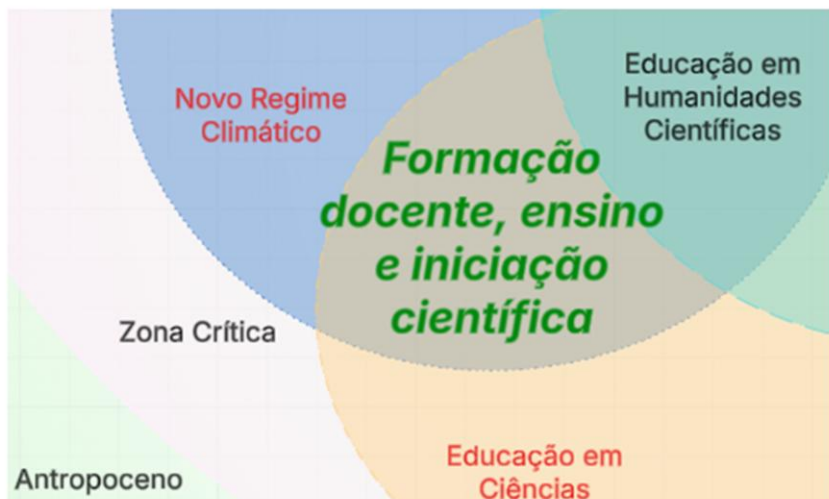 Novo Regime
Climático
Educação em
Humanidades
Científicas
Formação
docente, ensino
e iniciação
científica
Zona Crítica
Antropoceno
Educação em
Ciências